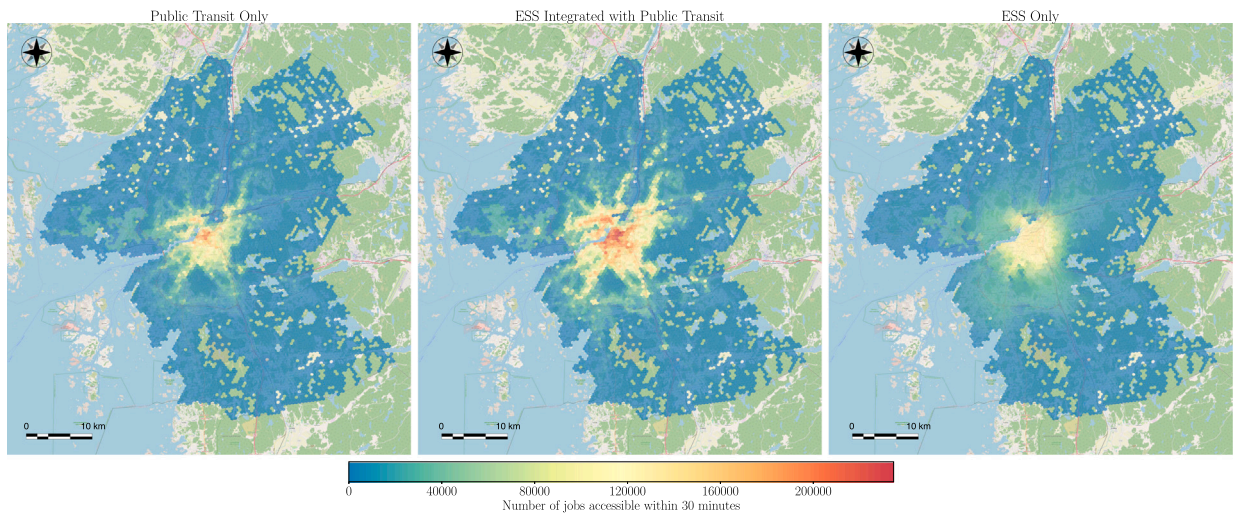 Public Transit Only
ESS Integrated with Public Transit
ESS Only
0 10 km
0 10 km
0 10 km
0 40000 80000 120000 160000 200000
Number of jobs accessible within 30 minutes